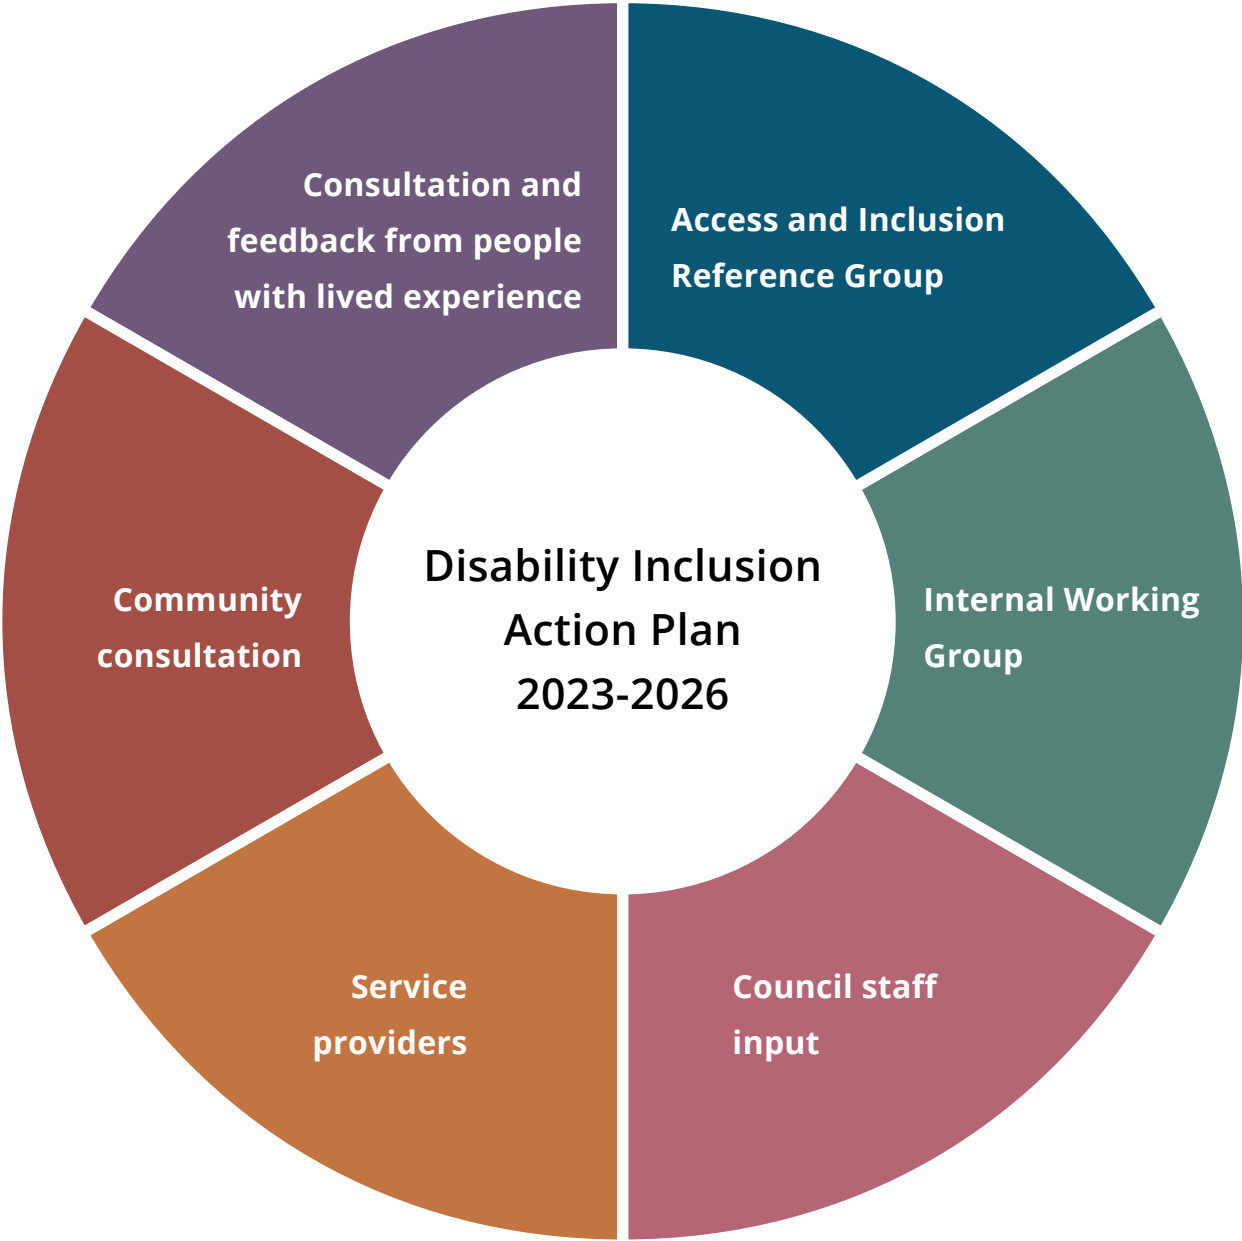 Consultation and
feedback from people
with lived experience
Access and Inclusion
Reference Group
Internal Working
Group
Council staff
input
Service
providers
Community
consultation
Disability Inclusion
Action Plan
2023-2026